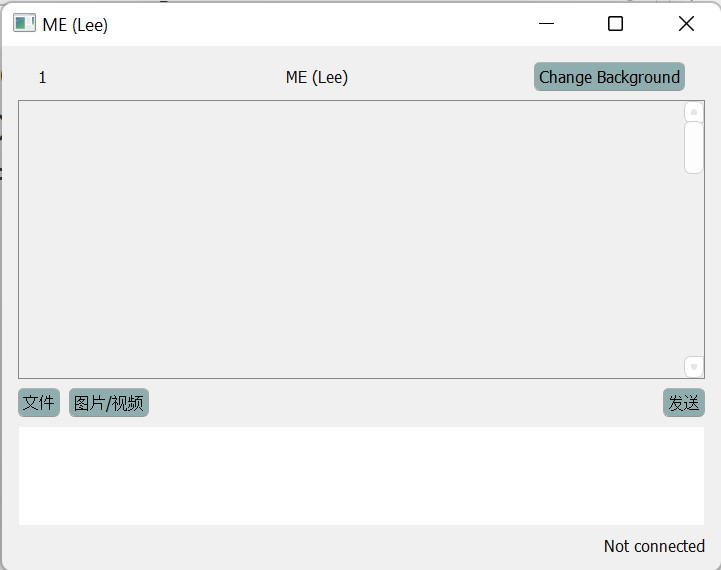 ME (Lee)
1 ME (Lee) Change Background
文件 图片/视频 发送
Not connected